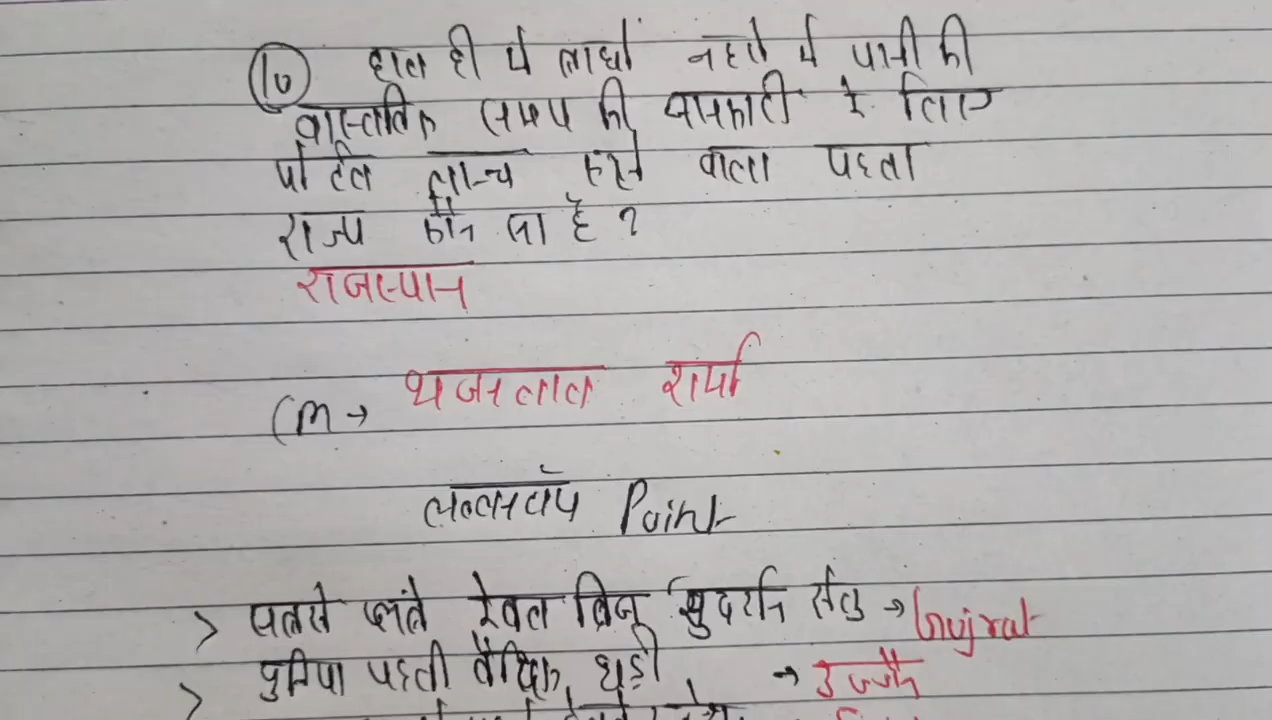 10 हाल ही में बांधों नहरों में पानी की
वास्तविक समय की जानकारी के लिए
पोर्टल लान्च करने वाला पहला
राज्य कौन सा है ?
राजस्थान
CM → भजनलाल शर्मा
Point
> सबसे लंबे केबल ब्रिज सुदर्शन सेतु → Gujrat
> दुनिया पहली वैदिक घड़ी → उज्जैन